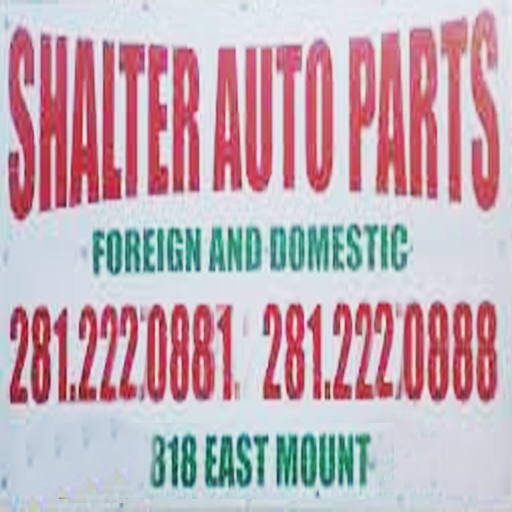 SHALTER AUTO PARTS
FOREIGN AND DOMESTIC
281.222.0881 281.222.0888
818 EAST MOUNT